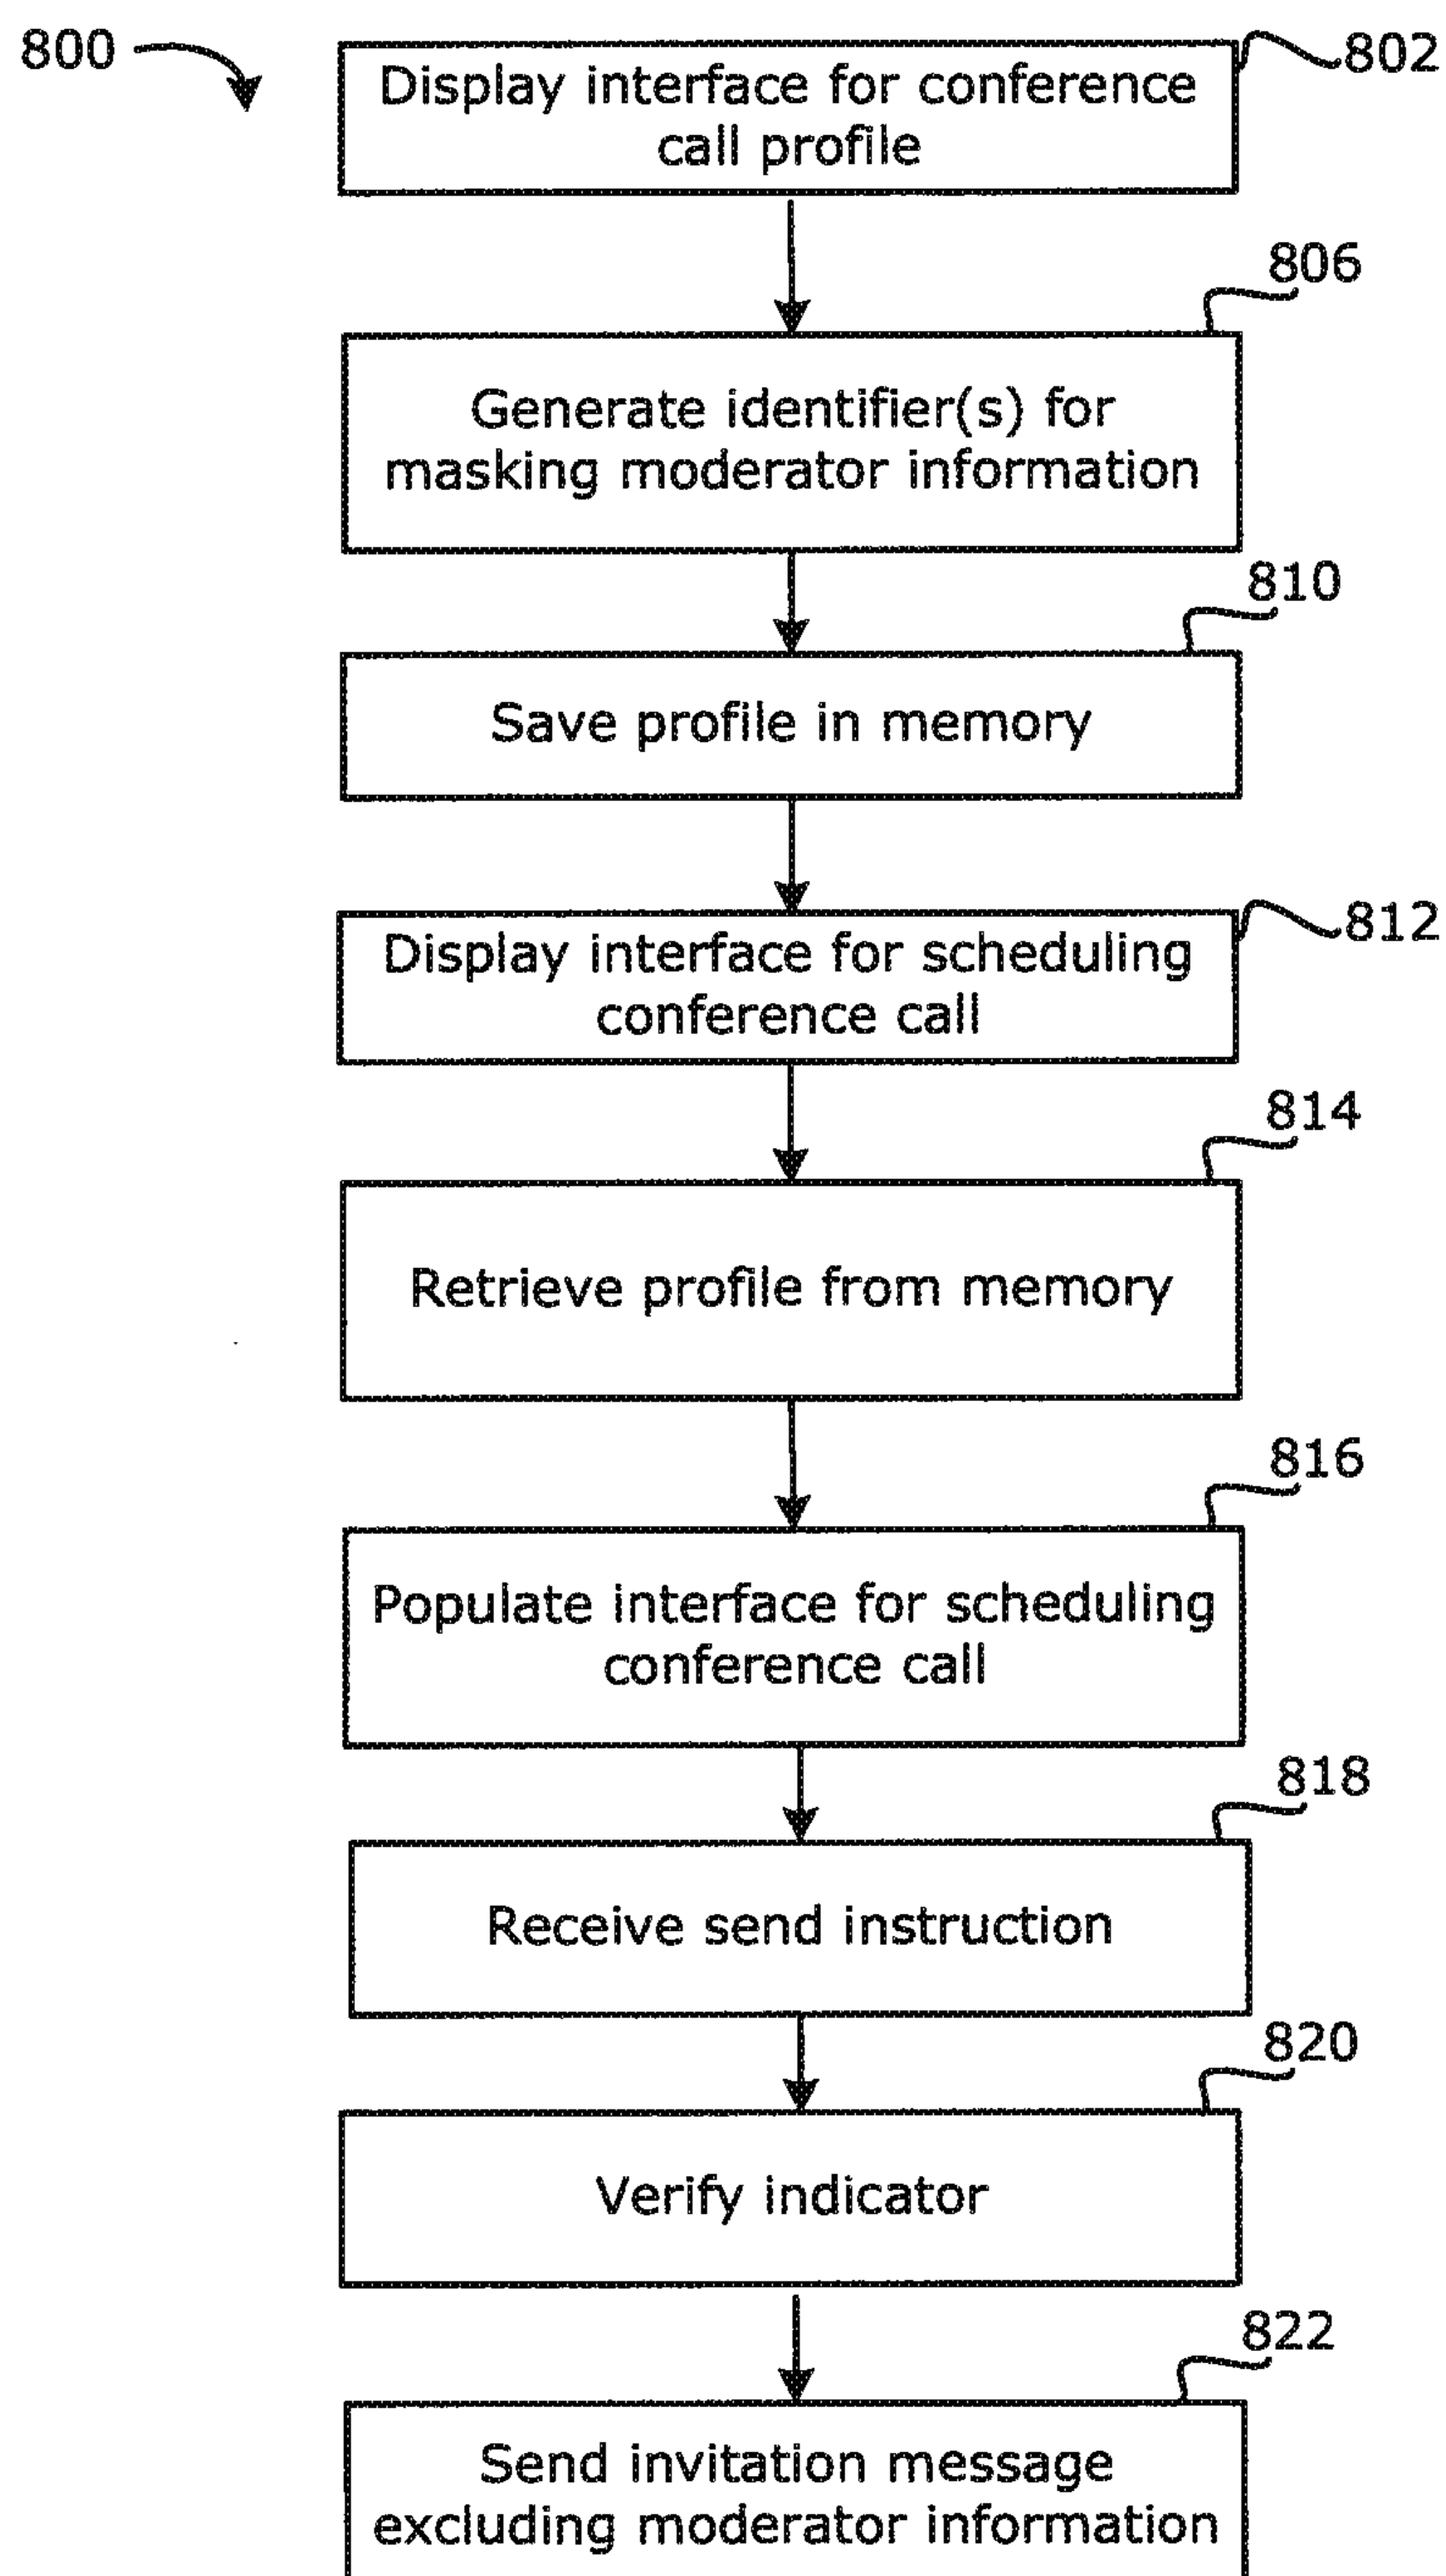 800
802
Display interface for conference
call profile
806
Generate identifier(s) for
masking moderator information
810
Save profile in memory
812
Display interface for scheduling
conference call
814
Retrieve profile from memory
816
Populate interface for scheduling
conference call
818
Receive send instruction
820
Verify indicator
822
Send invitation message
excluding moderator information